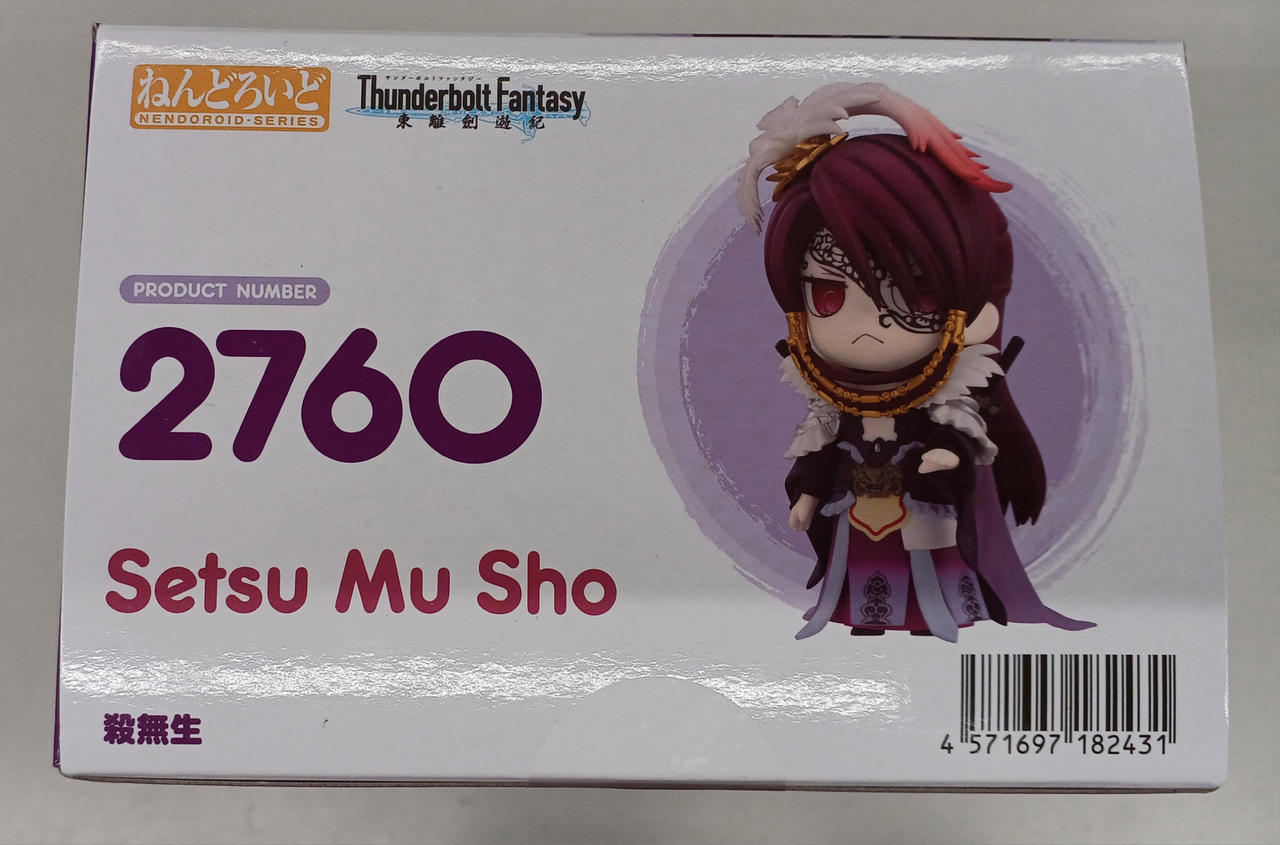 ねんどろいど
NENDOROID-SERIES
サンダーボルトファンタジー
Thunderbolt Fantasy
東離劍遊紀
PRODUCT NUMBER
2760
Setsu Mu Sho
殺無生
4 571697 182431